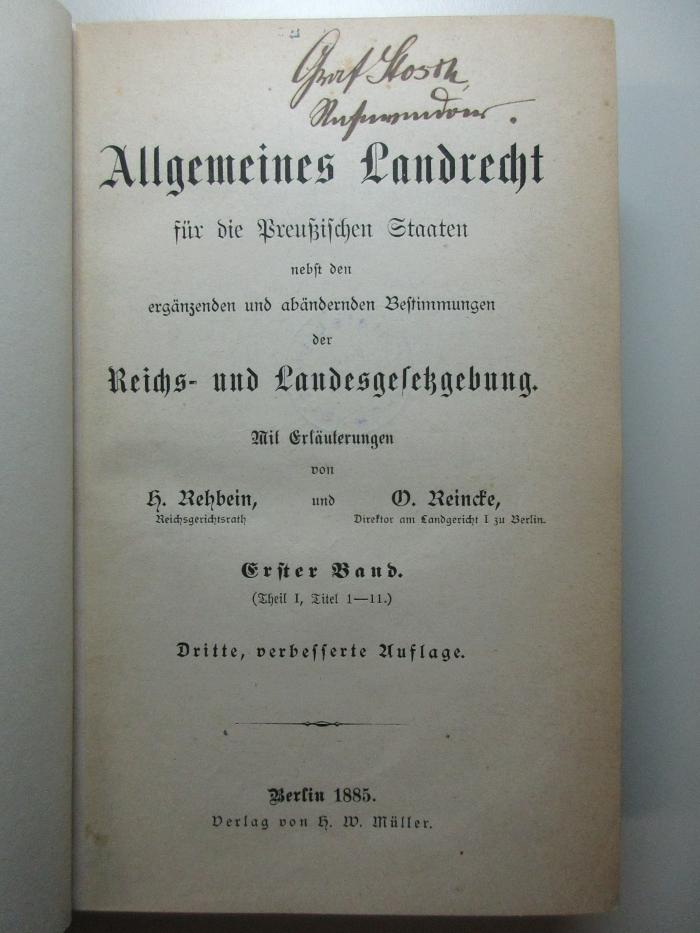 Graf Stosch,
Allgemeines Landrecht
für die Preußischen Staaten
nebst den
ergänzenden und abändernden Bestimmungen
der
Reichs- und Landesgesetzgebung.
Mit Erläuterungen
von
H. Rehbein, und O. Reincke,
Reichsgerichtsrath Direktor am Landgericht I zu Berlin.
Erster Band.
(Theil I, Titel 1—11.)
Dritte, verbesserte Auflage.
Berlin 1885.
Verlag von H. W. Müller.